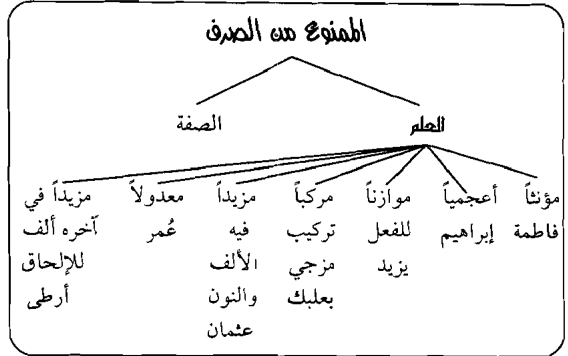 الممنوع من الصرف
العلم
الصفة
مؤنثاً
فاطمة
أعجمياً
إبراهيم
موازناً
للفعل
يزيد
مركباً
تركيب
مزجي
بعلبك
مزيداً
فيه
الألف
والنون
عثمان
معدولاً
عُمر
مزيداً في
آخره ألف
للإلحاق
أرطى